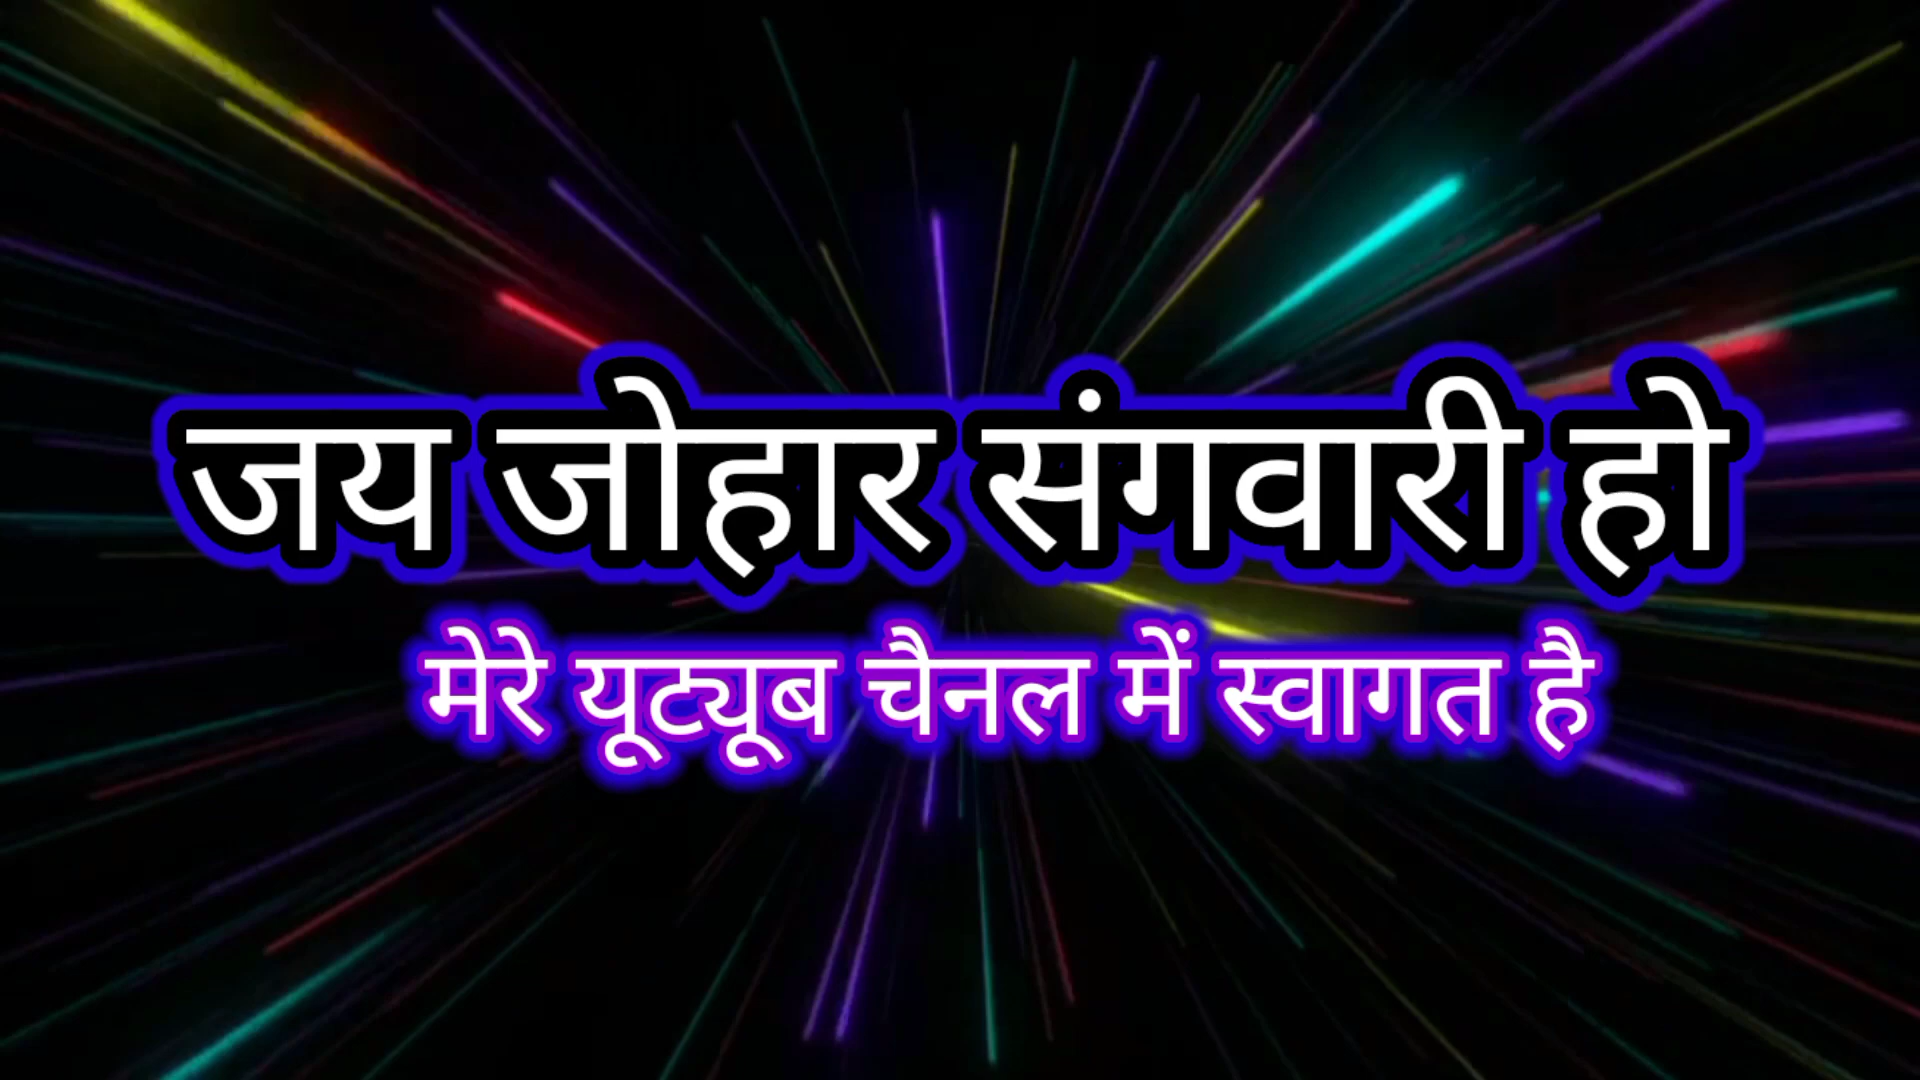 जय जोहार संगवारी हो
मेरे यूट्यूब चैनल में स्वागत है